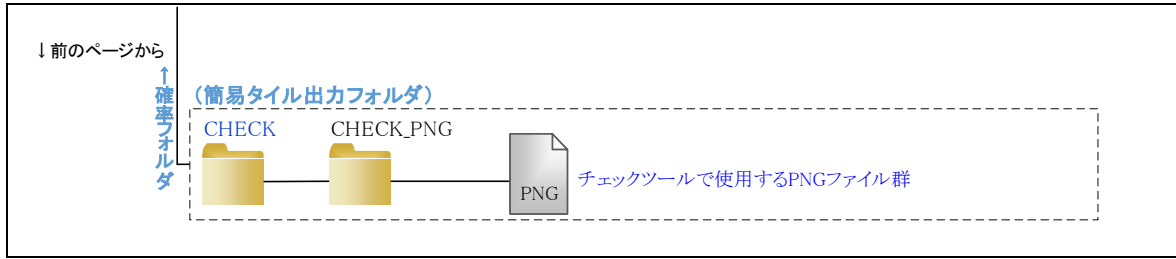 ↓前のページから
↑確率フォルダ
（簡易タイル出力フォルダ）
CHECK
CHECK_PNG
PNG
チェックツールで使用するPNGファイル群